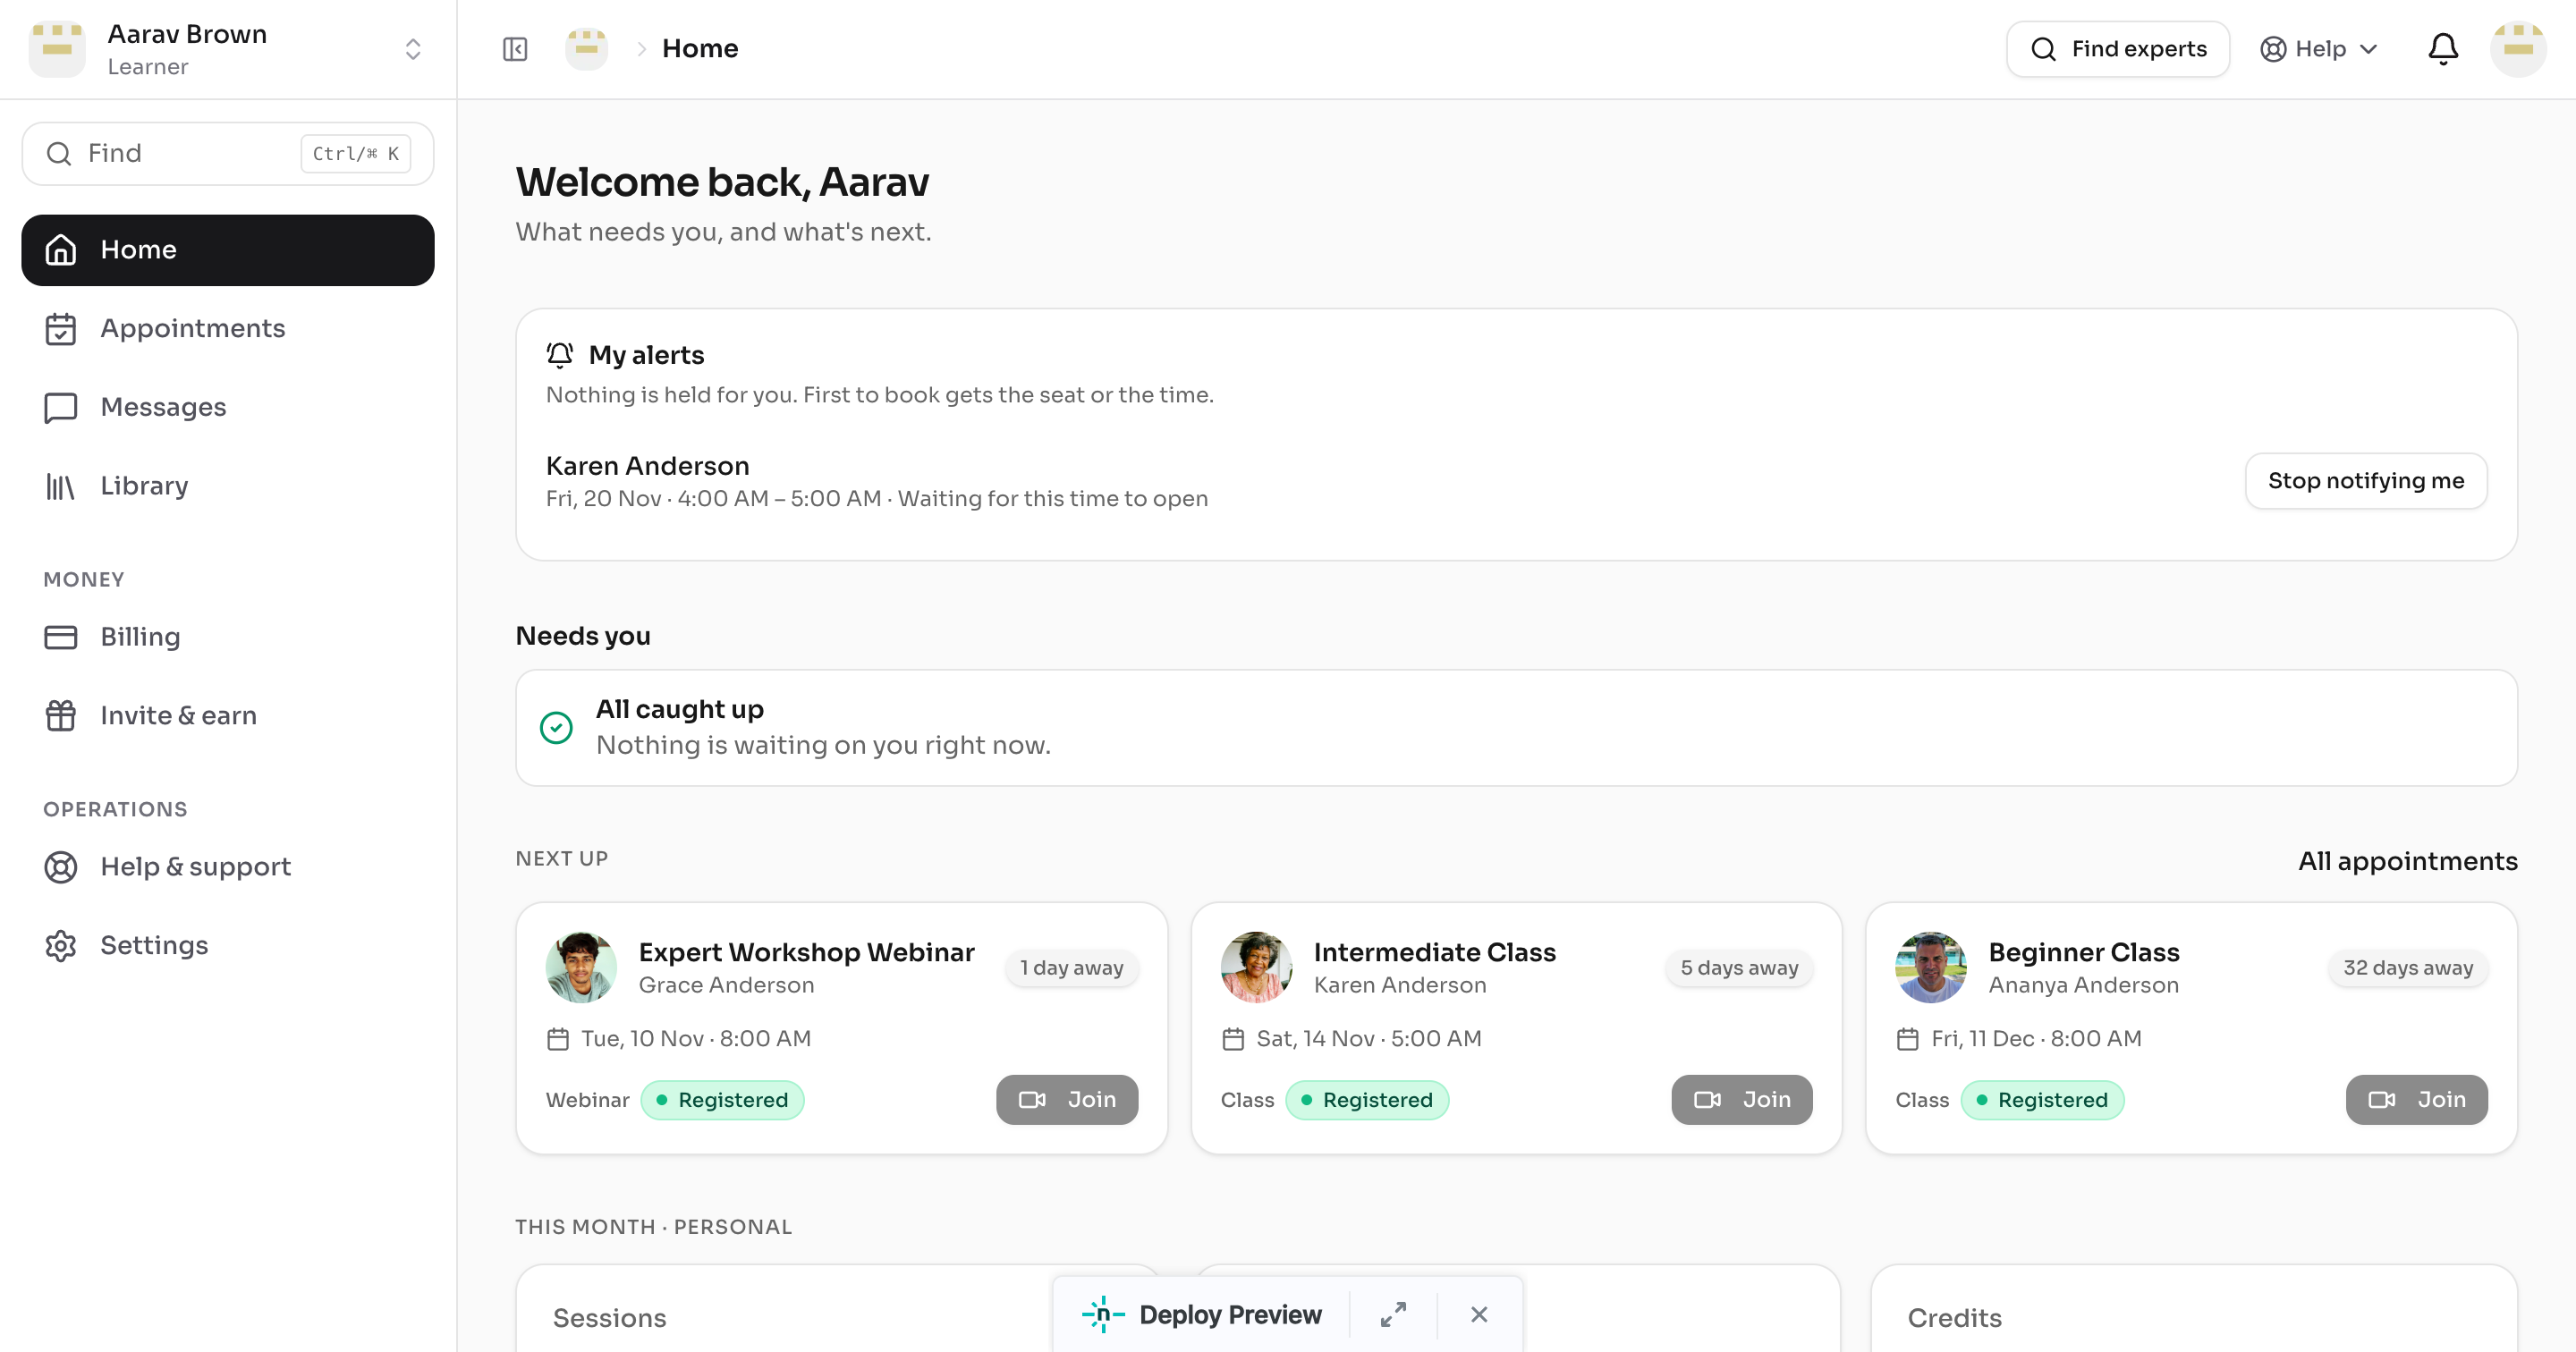 Aarav Brown
Learner
Home
Find experts
Help
Find
Ctrl/⌘ K
Home
Appointments
Messages
Library
MONEY
Billing
Invite & earn
OPERATIONS
Help & support
Settings
Welcome back, Aarav
What needs you, and what's next.
My alerts
Nothing is held for you. First to book gets the seat or the time.
Karen Anderson
Fri, 20 Nov · 4:00 AM – 5:00 AM · Waiting for this time to open
Stop notifying me
Needs you
All caught up
Nothing is waiting on you right now.
NEXT UP
All appointments
Expert Workshop Webinar
Grace Anderson
1 day away
Tue, 10 Nov · 8:00 AM
Webinar
Registered
Join
Intermediate Class
Karen Anderson
5 days away
Sat, 14 Nov · 5:00 AM
Class
Registered
Join
Beginner Class
Ananya Anderson
32 days away
Fri, 11 Dec · 8:00 AM
Class
Registered
Join
THIS MONTH · PERSONAL
Sessions
Credits
Deploy Preview